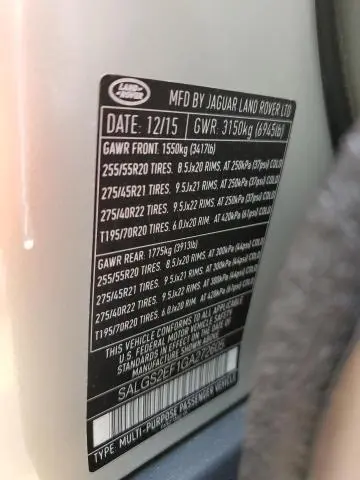 LAND
ROVER
MFD BY JAGUAR LAND ROVER LTD
DATE: 12/15 GWR: 3150kg (6945lb)
GAWR FRONT: 1550kg (3417lb)
255/55R20 TIRES. 8.5Jx20 RIMS, AT 250kPa (37psi) COLD
275/45R21 TIRES. 9.5Jx21 RIMS, AT 250kPa (37psi) COLD
275/40R22 TIRES. 9.5Jx22 RIMS, AT 250kPa (37psi) COLD
T195/70R20 TIRES. 6.0Jx20 RIM, AT 420kPa (61psi) COLD
GAWR REAR: 1775kg (3913lb)
255/55R20 TIRES. 8.5Jx20 RIMS, AT 300kPa (44psi) COLD
275/45R21 TIRES. 9.5Jx21 RIMS, AT 300kPa (44psi) COLD
275/40R22 TIRES. 9.5Jx22 RIMS, AT 300kPa (44psi) COLD
T195/70R20 TIRES. 6.0Jx20 RIM, AT 420kPa (61psi) COLD
THIS VEHICLE CONFORMS TO ALL APPLICABLE
U.S. FEDERAL MOTOR VEHICLE SAFETY
STANDARDS IN EFFECT ON THE DATE OF
MANUFACTURE SHOWN ABOVE.
SALGS2EF1GA272605
TYPE: MULTI-PURPOSE PASSENGER VEHICLE